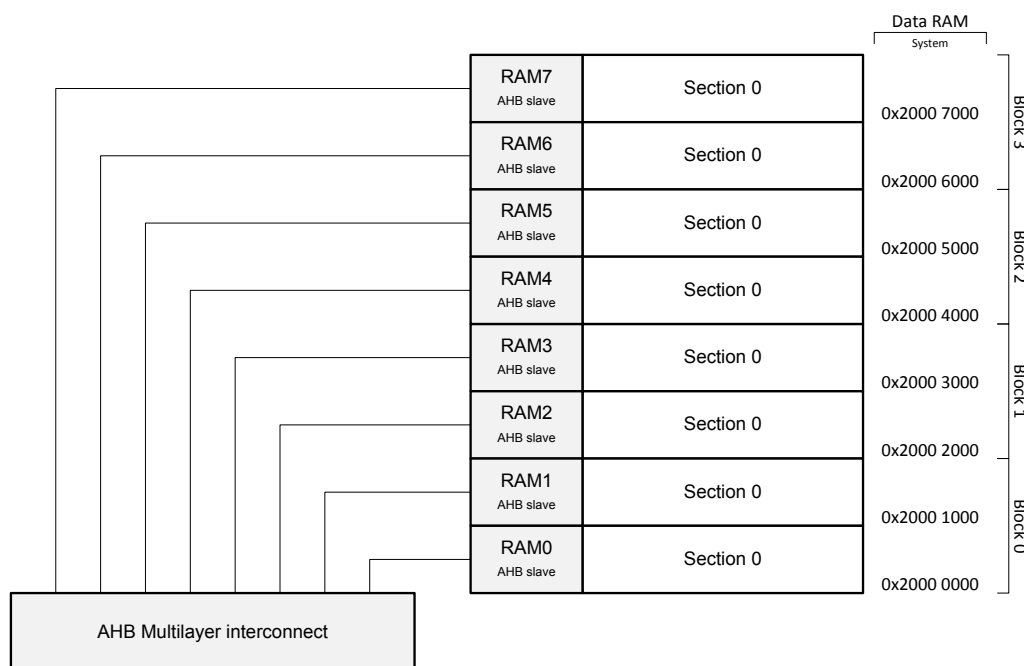 Data RAM
System
RAM7
AHB slave
Section 0
0x2000 7000
Block 3
RAM6
AHB slave
Section 0
0x2000 6000
RAM5
AHB slave
Section 0
0x2000 5000
Block 2
RAM4
AHB slave
Section 0
0x2000 4000
RAM3
AHB slave
Section 0
0x2000 3000
Block 1
RAM2
AHB slave
Section 0
0x2000 2000
RAM1
AHB slave
Section 0
0x2000 1000
Block 0
RAM0
AHB slave
Section 0
0x2000 0000
AHB Multilayer interconnect